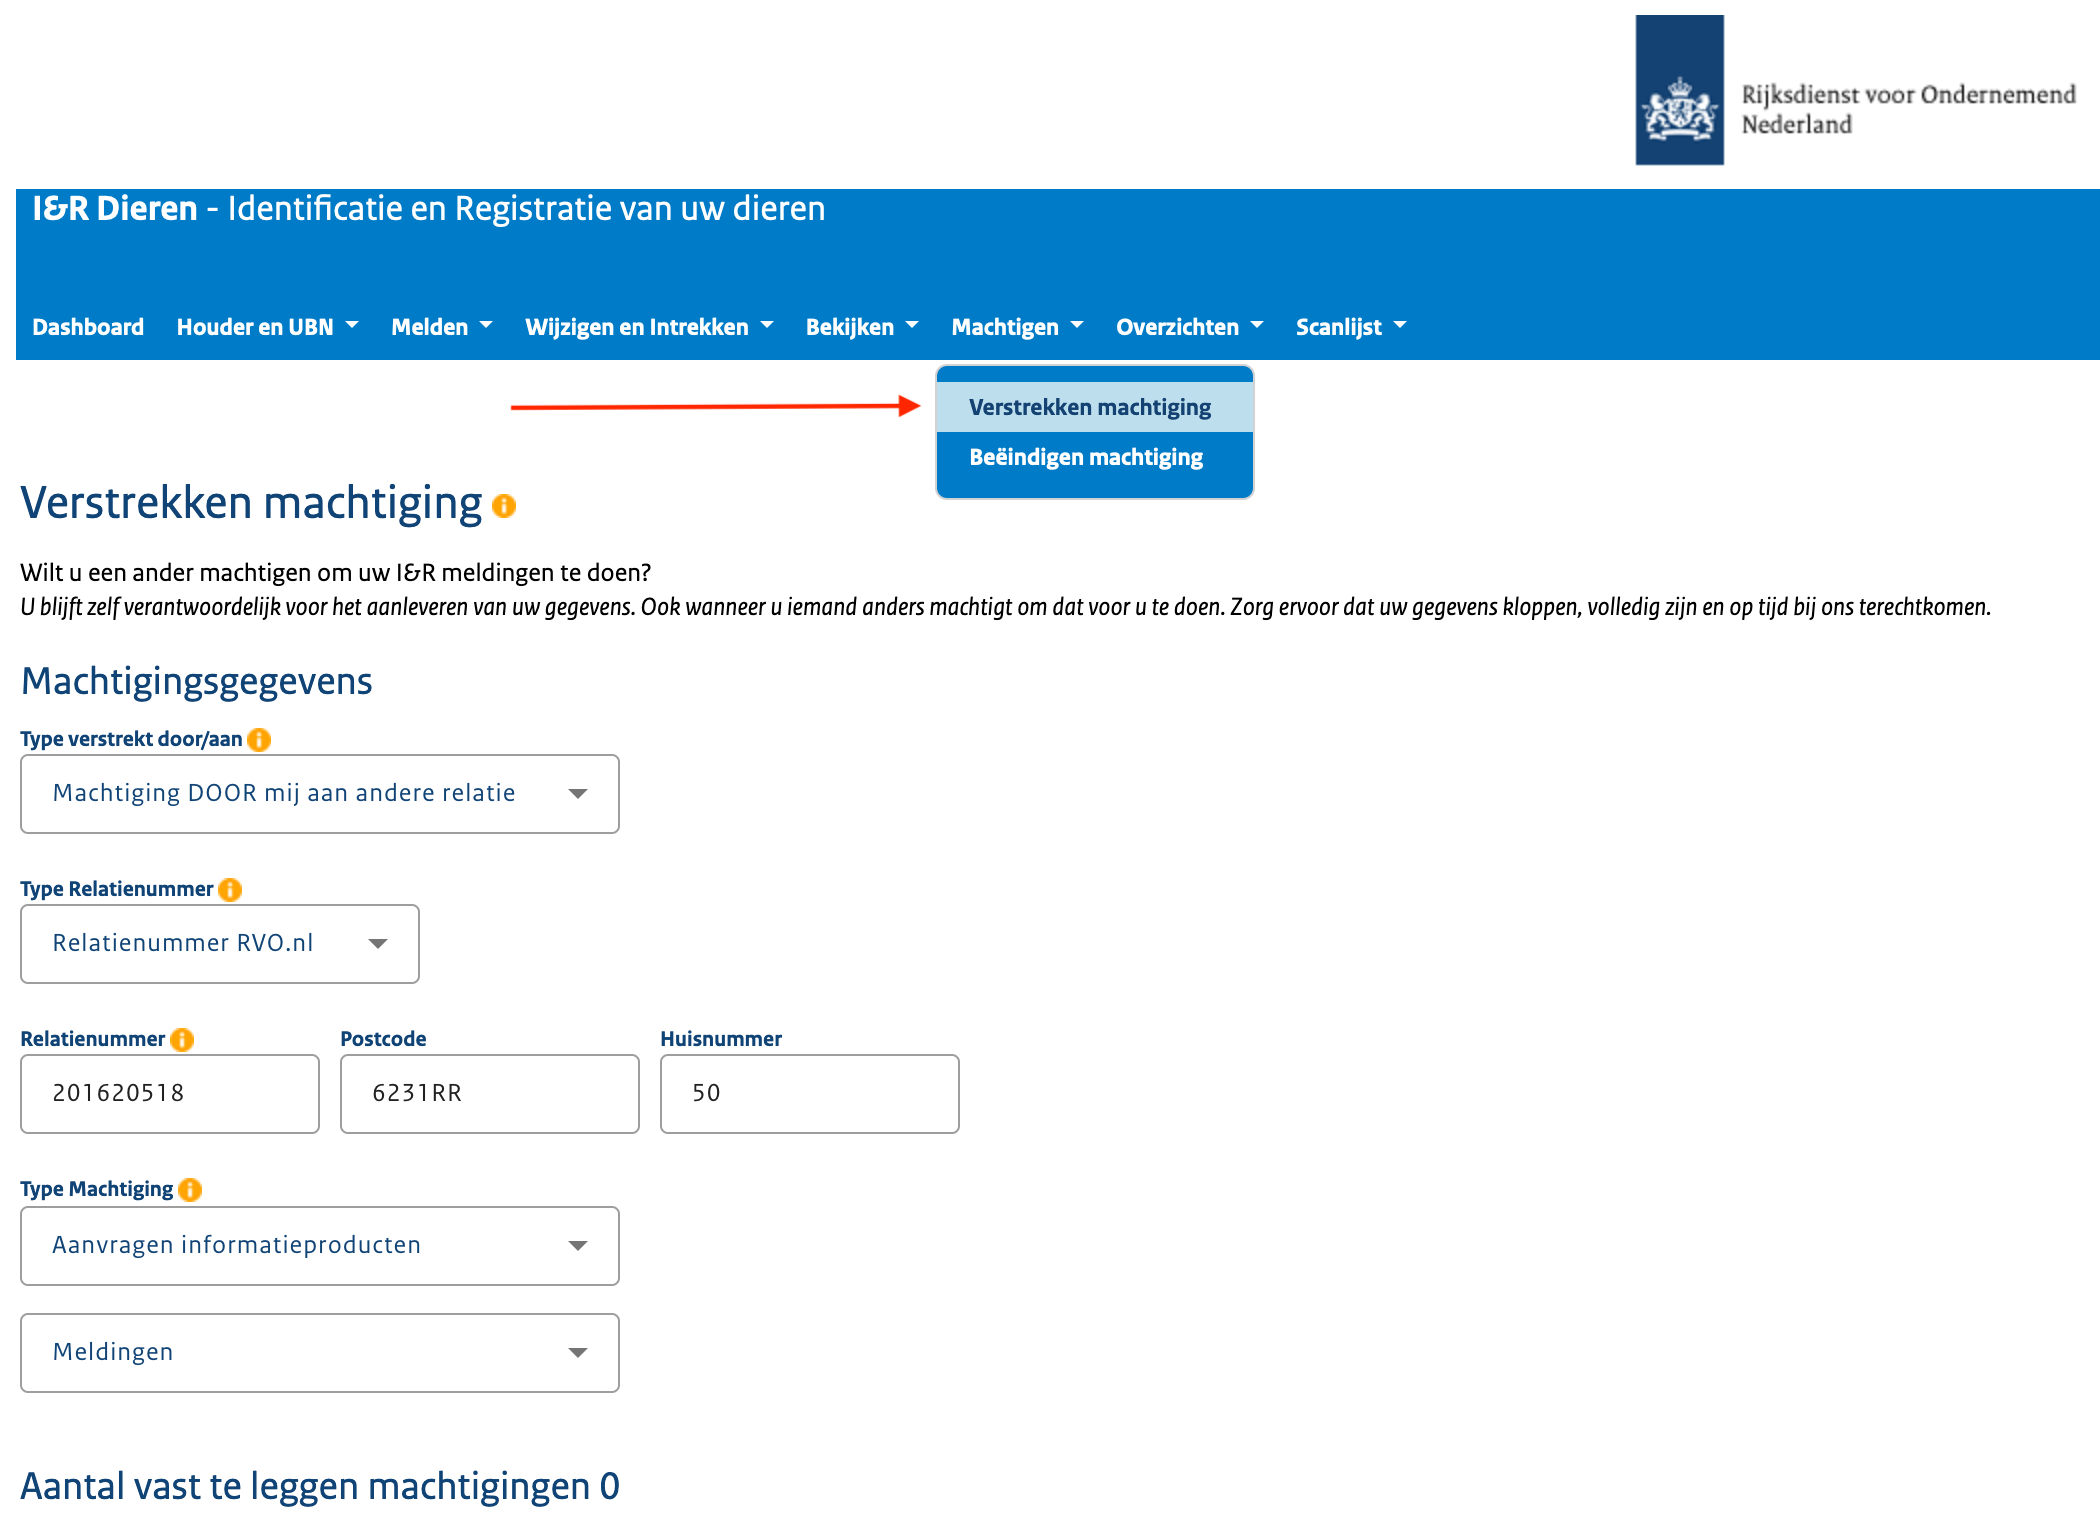 Rijksdienst voor Ondernemend
Nederland
I&R Dieren - Identificatie en Registratie van uw dieren
Dashboard Houder en UBN Melden Wijzigen en Intrekken Bekijken Machtigen Overzichten Scanlijst
Verstrekken machtiging
Beëindigen machtiging
Verstrekken machtiging
Wilt u een ander machtigen om uw I&R meldingen te doen?
U blijft zelf verantwoordelijk voor het aanleveren van uw gegevens. Ook wanneer u iemand anders machtigt om dat voor u te doen. Zorg ervoor dat uw gegevens kloppen, volledig zijn en op tijd bij ons terechtkomen.
Machtigingsgegevens
Type verstrekt door/aan
Machtiging DOOR mij aan andere relatie
Type Relatienummer
Relatienummer RVO.nl
Relatienummer Postcode Huisnummer
201620518 6231RR 50
Type Machtiging
Aanvragen informatieproducten
Meldingen
Aantal vast te leggen machtigingen 0